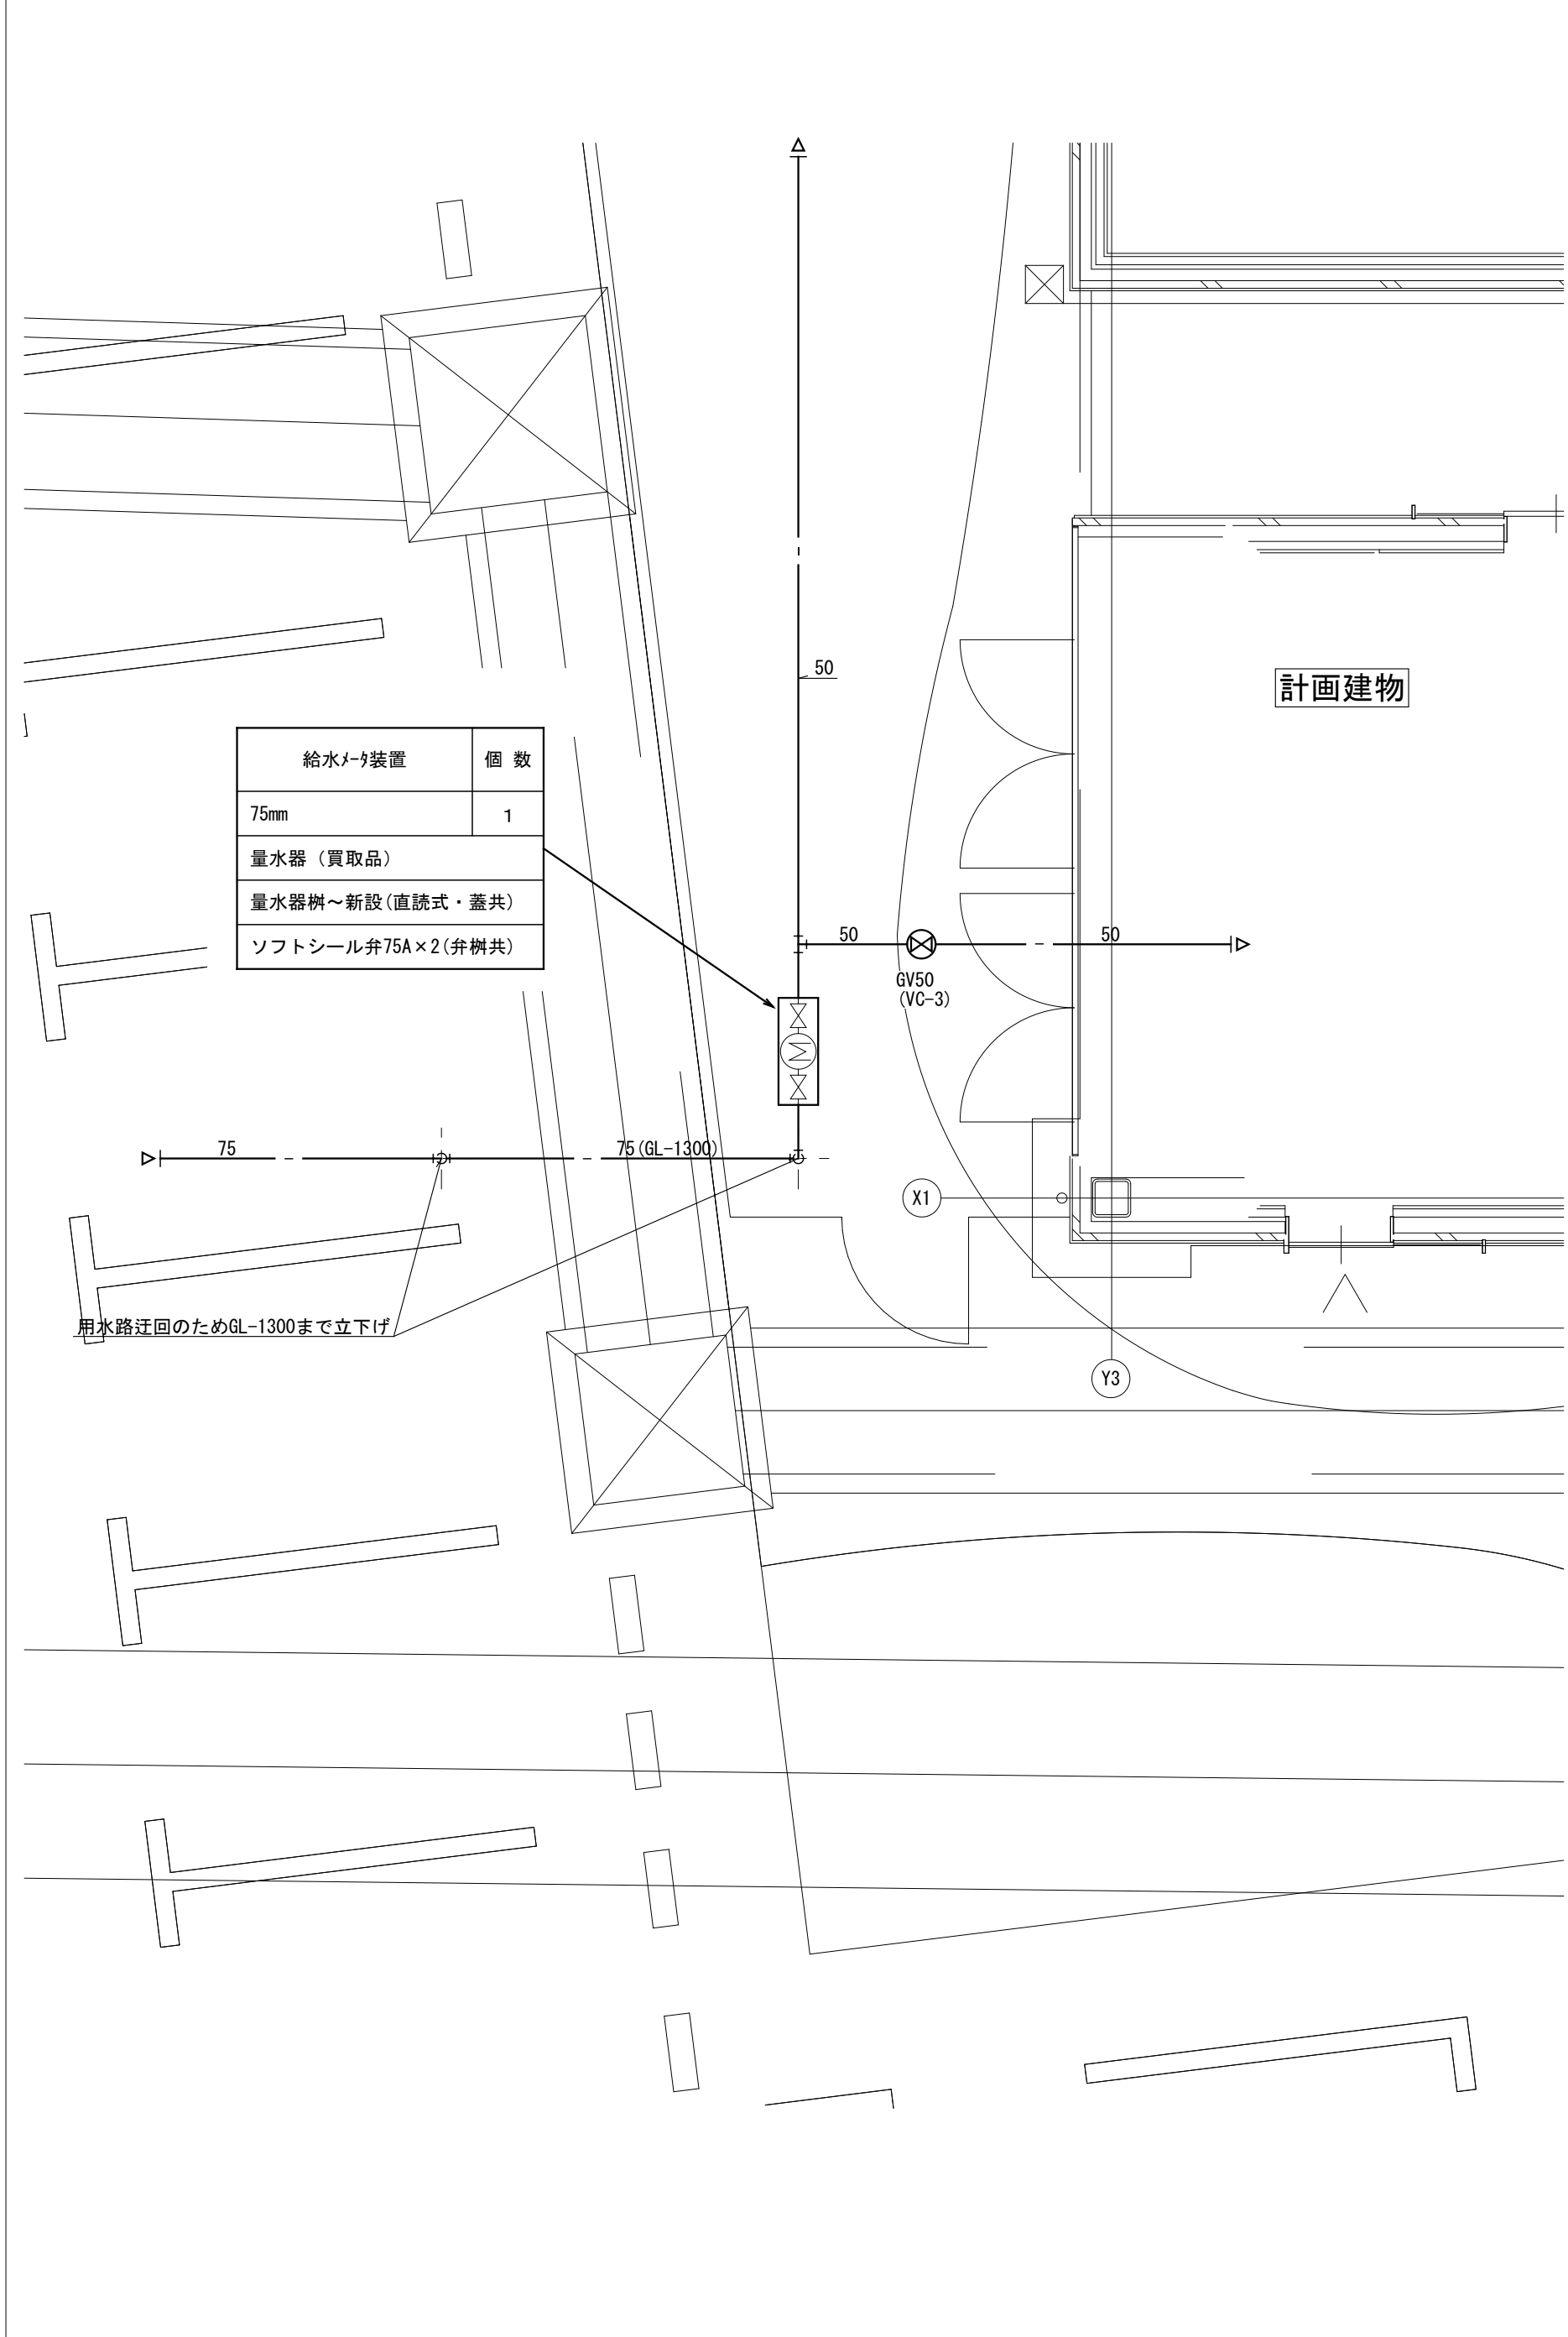 50
計画建物
給水ﾒｰﾀ装置 個 数
75mm 1
量水器（買取品）
量水器桝～新設(直読式・蓋共)
ソフトシール弁75A×2(弁桝共)
50
50
GV50
(VC-3)
M
75
75(GL-1300)
X1
用水路迂回のためGL-1300まで立下げ
Y3